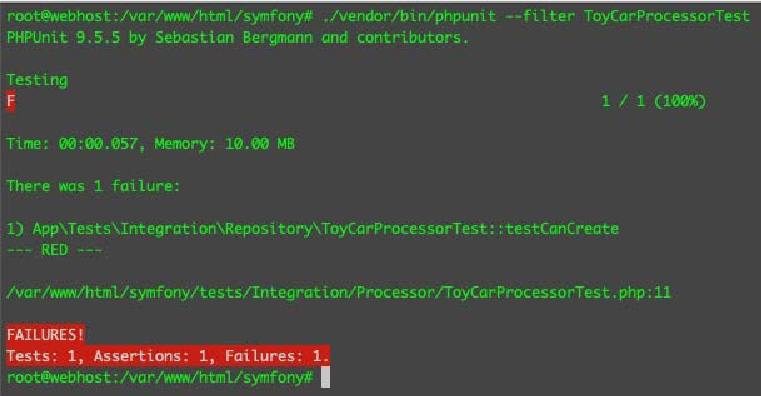 root@webhost:/var/www/html/symfony# ./vendor/bin/phpunit --filter ToyCarProcessorTest
PHPUnit 9.5.5 by Sebastian Bergmann and contributors.
Testing
F 1 / 1 (100%)
Time: 00:00.057, Memory: 10.00 MB
There was 1 failure:
1) App\Tests\Integration\Repository\ToyCarProcessorTest::testCanCreate
--- RED ---
/var/www/html/symfony/tests/Integration/Processor/ToyCarProcessorTest.php:11
FAILURES!
Tests: 1, Assertions: 1, Failures: 1.
root@webhost:/var/www/html/symfony#